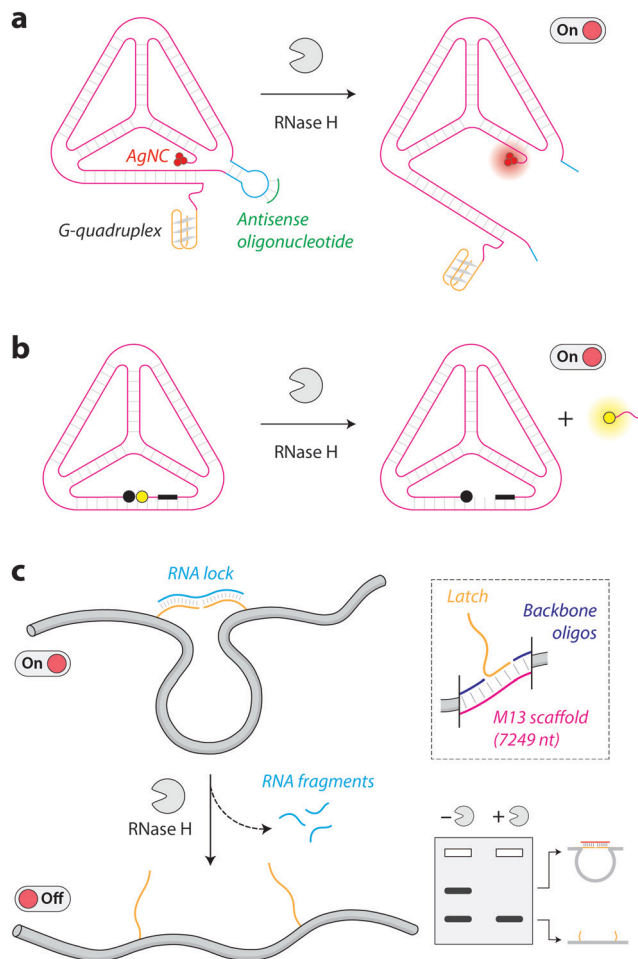 a
On
RNase H
AgNC
G-quadruplex
Antisense
oligonucleotide
b
On
RNase H
+
c
RNA lock
On
Latch
Backbone
oligos
M13 scaffold
(7249 nt)
RNase H
RNA fragments
– +
Off